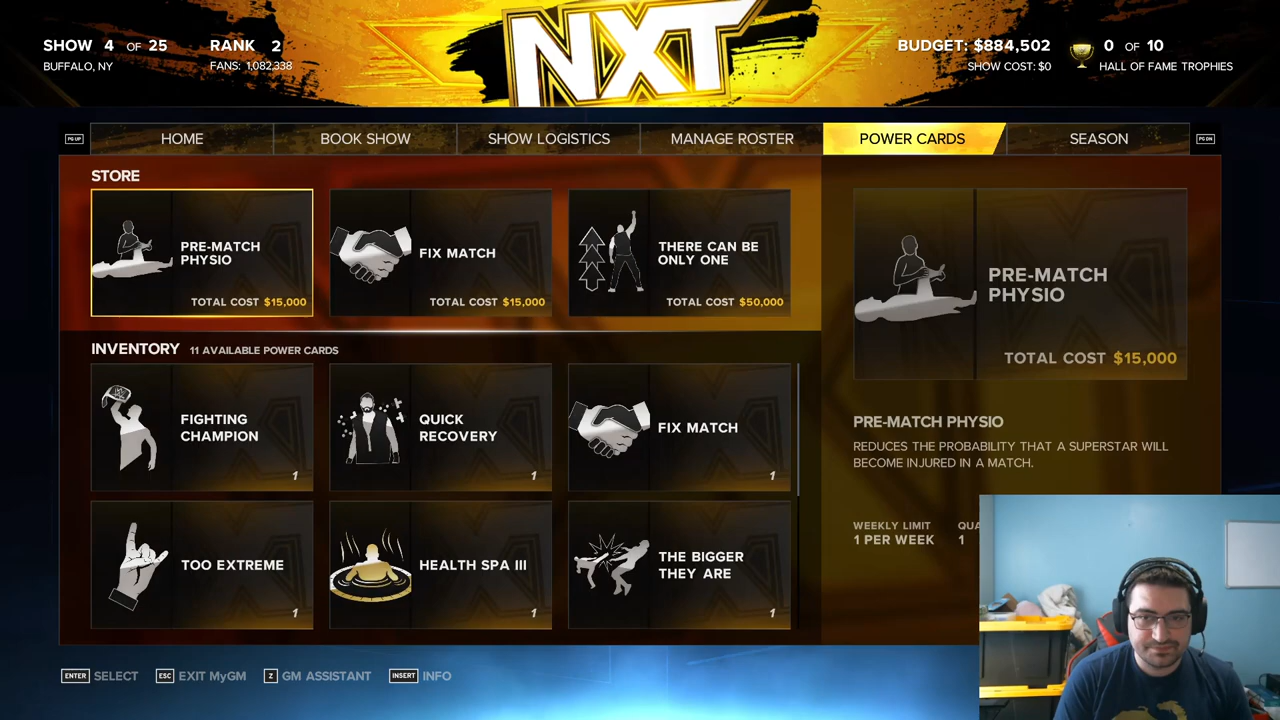 SHOW 4 OF 25
BUFFALO, NY
RANK 2
FANS: 1,082,338
NXT
BUDGET: $884,502
SHOW COST: $0
0 OF 10
HALL OF FAME TROPHIES
PG UP
HOME
BOOK SHOW
SHOW LOGISTICS
MANAGE ROSTER
POWER CARDS
SEASON
PG DN
STORE
PRE-MATCH
PHYSIO
TOTAL COST $15,000
FIX MATCH
TOTAL COST $15,000
THERE CAN BE
ONLY ONE
TOTAL COST $50,000
INVENTORY 11 AVAILABLE POWER CARDS
FIGHTING
CHAMPION
1
QUICK
RECOVERY
1
FIX MATCH
1
TOO EXTREME
1
HEALTH SPA III
1
THE BIGGER
THEY ARE
1
PRE-MATCH
PHYSIO
TOTAL COST $15,000
PRE-MATCH PHYSIO
REDUCES THE PROBABILITY THAT A SUPERSTAR WILL
BECOME INJURED IN A MATCH.
WEEKLY LIMIT
1 PER WEEK
QUA
1
ENTER SELECT
ESC EXIT MyGM
Z GM ASSISTANT
INSERT INFO